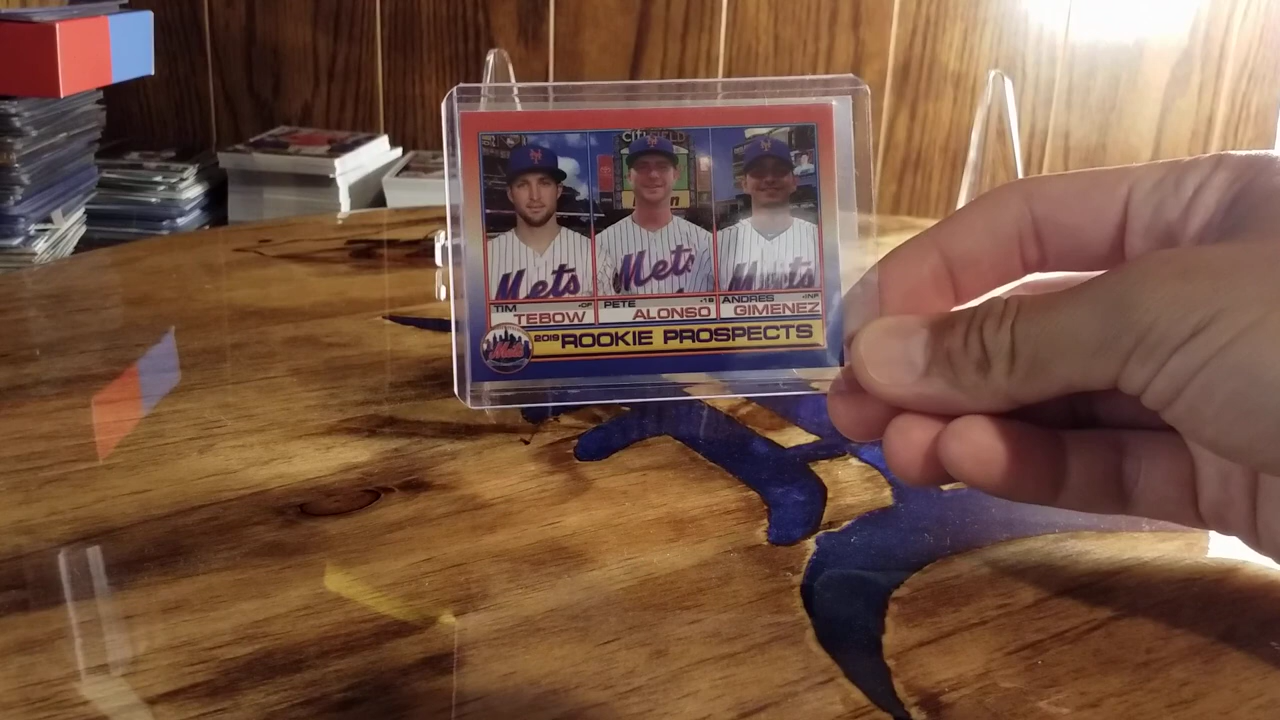 CITI FIELD
Mets Mets Mets
TIM •OF PETE •1B ANDRES •INF
TEBOW ALONSO GIMENEZ
Mets 2019 ROOKIE PROSPECTS